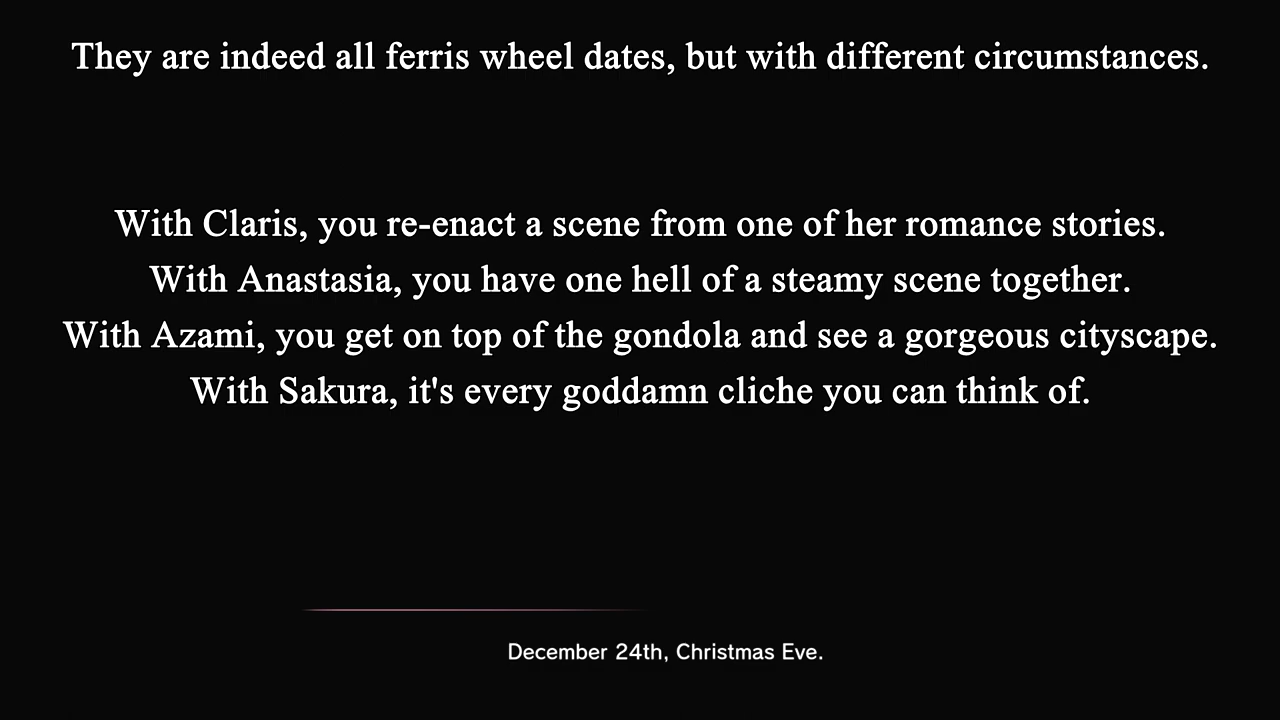 They are indeed all ferris wheel dates, but with different circumstances.
With Claris, you re-enact a scene from one of her romance stories.
With Anastasia, you have one hell of a steamy scene together.
With Azami, you get on top of the gondola and see a gorgeous cityscape.
With Sakura, it's every goddamn cliche you can think of.
December 24th, Christmas Eve.